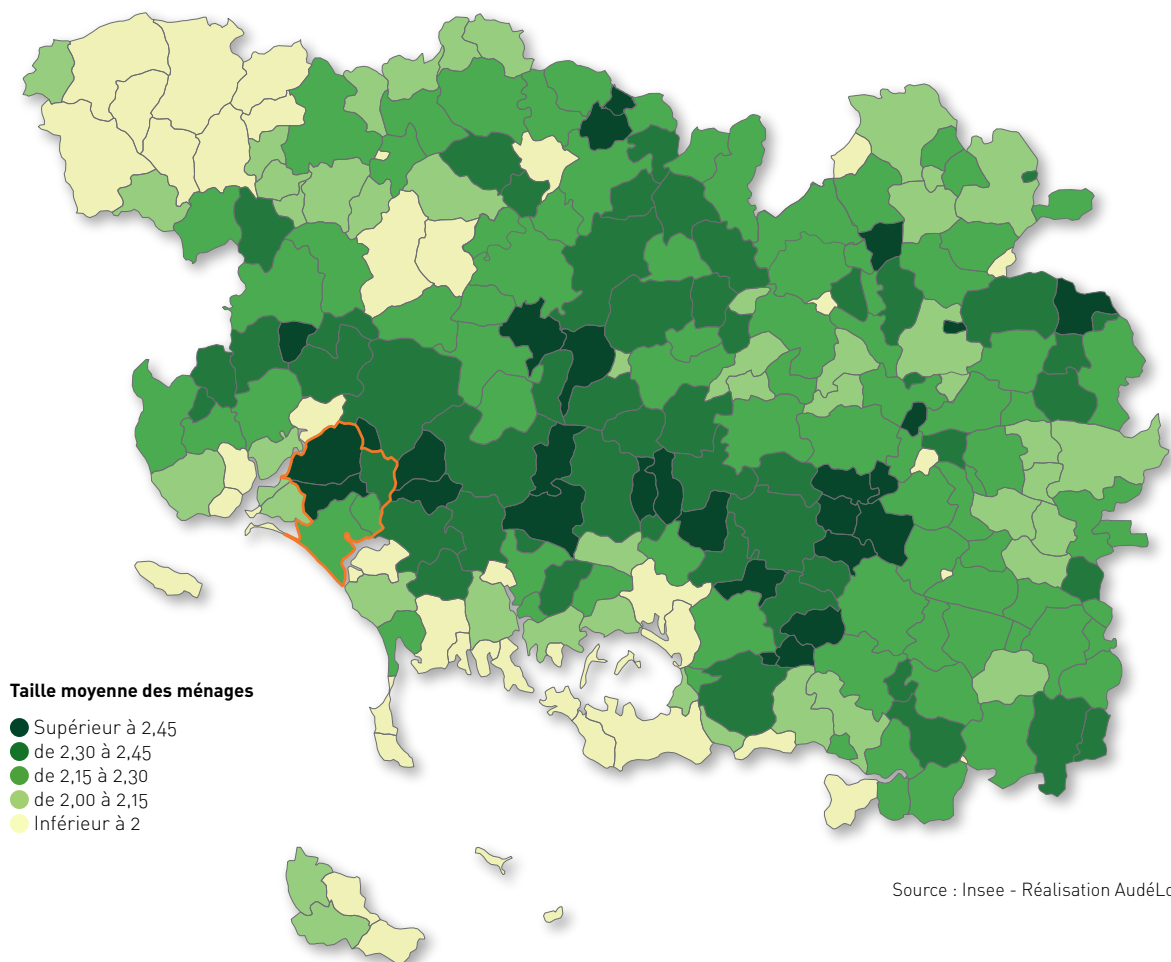 Taille moyenne des ménages
Supérieur à 2,45
de 2,30 à 2,45
de 2,15 à 2,30
de 2,00 à 2,15
Inférieur à 2
Source : Insee - Réalisation AudéLo